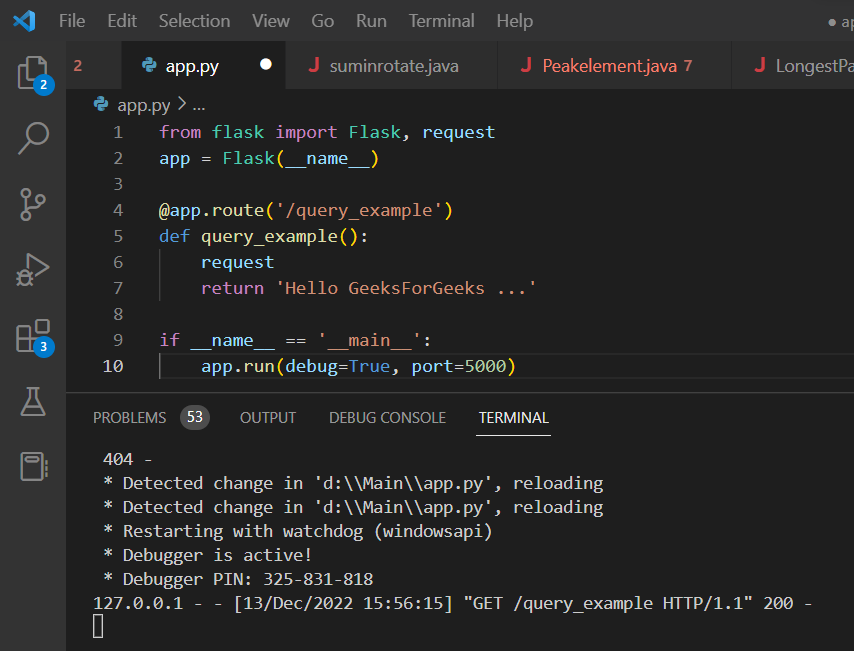 File Edit Selection View Go Run Terminal Help ● ap
2 app.py ● J suminrotate.java J Peakelement.java 7 J LongestPa
2
app.py > ...
1 from flask import Flask, request
2 app = Flask(__name__)
3
4 @app.route('/query_example')
5 def query_example():
6 request
7 return 'Hello GeeksForGeeks ...'
8
9 if __name__ == '__main__':
3
10 app.run(debug=True, port=5000)
PROBLEMS 53 OUTPUT DEBUG CONSOLE TERMINAL
404 -
* Detected change in 'd:\\Main\\app.py', reloading
* Detected change in 'd:\\Main\\app.py', reloading
* Restarting with watchdog (windowsapi)
* Debugger is active!
* Debugger PIN: 325-831-818
127.0.0.1 - - [13/Dec/2022 15:56:15] "GET /query_example HTTP/1.1" 200 -